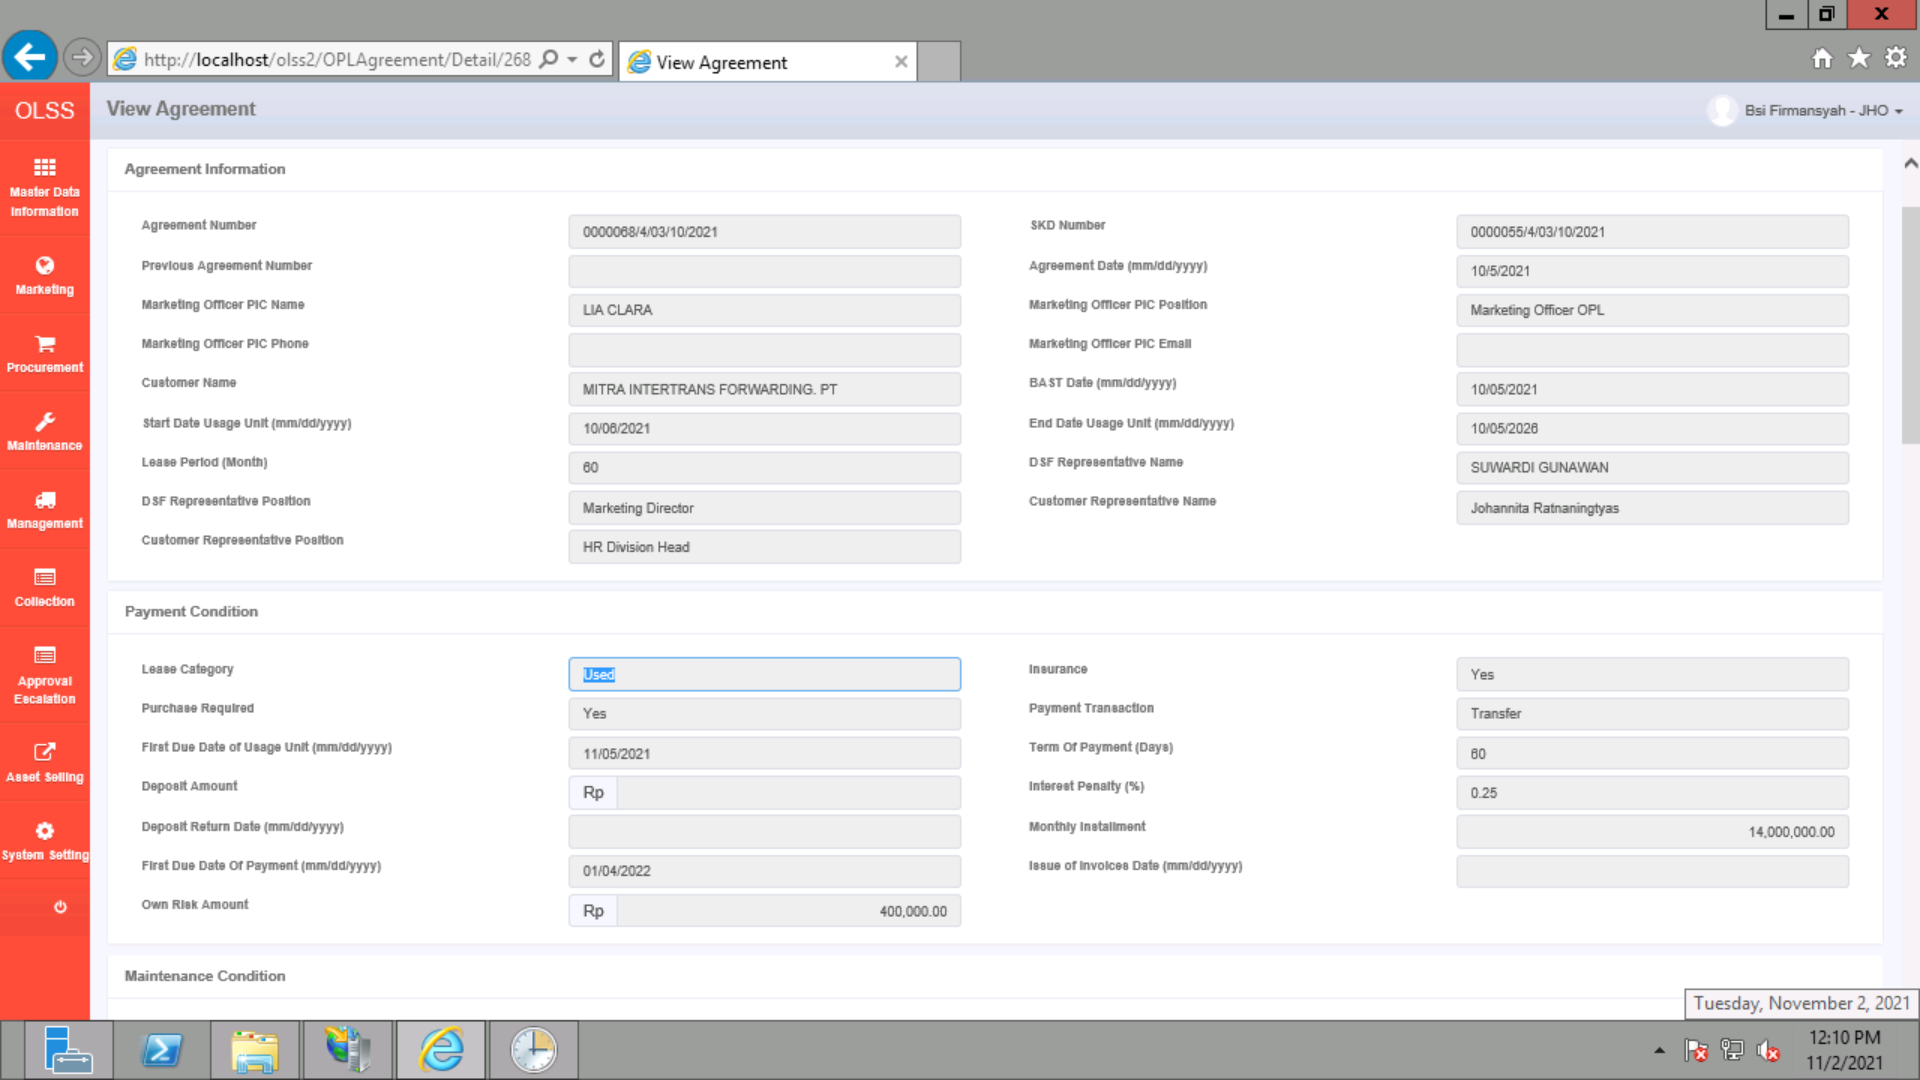 http://localhost/olss2/OPLAgreement/Detail/268
View Agreement
OLSS
View Agreement
Bsi Firmansyah - JHO
Master Data
Information
Marketing
Procurement
Maintenance
Management
Collection
Approval
Escalation
Asset Selling
System Setting
Agreement Information
Agreement Number
0000068/4/03/10/2021
SKD Number
0000055/4/03/10/2021
Previous Agreement Number
Agreement Date (mm/dd/yyyy)
10/5/2021
Marketing Officer PIC Name
LIA CLARA
Marketing Officer PIC Position
Marketing Officer OPL
Marketing Officer PIC Phone
Marketing Officer PIC Email
Customer Name
MITRA INTERTRANS FORWARDING. PT
BAST Date (mm/dd/yyyy)
10/05/2021
Start Date Usage Unit (mm/dd/yyyy)
10/06/2021
End Date Usage Unit (mm/dd/yyyy)
10/05/2026
Lease Period (Month)
60
DSF Representative Name
SUWARDI GUNAWAN
DSF Representative Position
Marketing Director
Customer Representative Name
Johannita Ratnaningtyas
Customer Representative Position
HR Division Head
Payment Condition
Lease Category
Used
Insurance
Yes
Purchase Required
Yes
Payment Transaction
Transfer
First Due Date of Usage Unit (mm/dd/yyyy)
11/05/2021
Term Of Payment (Days)
60
Deposit Amount
Rp
Interest Penalty (%)
0.25
Deposit Return Date (mm/dd/yyyy)
Monthly Installment
14,000,000.00
First Due Date Of Payment (mm/dd/yyyy)
01/04/2022
Issue of Invoices Date (mm/dd/yyyy)
Own Risk Amount
Rp
400,000.00
Maintenance Condition
Tuesday, November 2, 2021
12:10 PM
11/2/2021